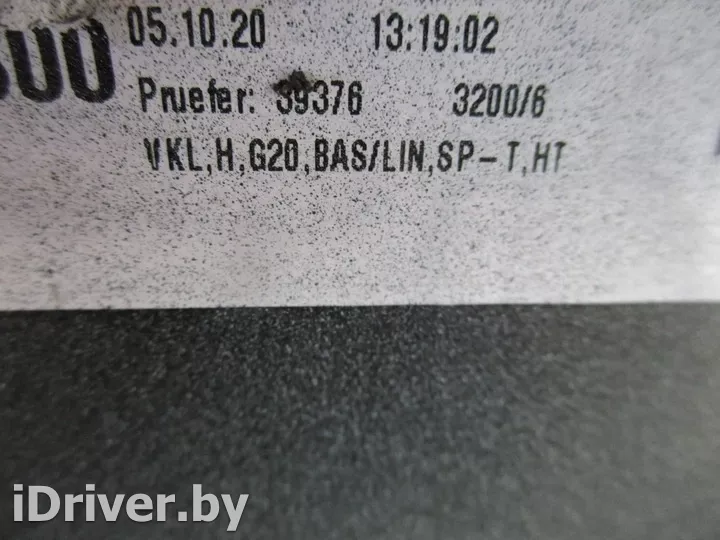 05.10.20 13:19:02
Pruefer: 39376 3200/6
VKL,H,G20,BAS/LIN,SP-T,HT
iDriver.by